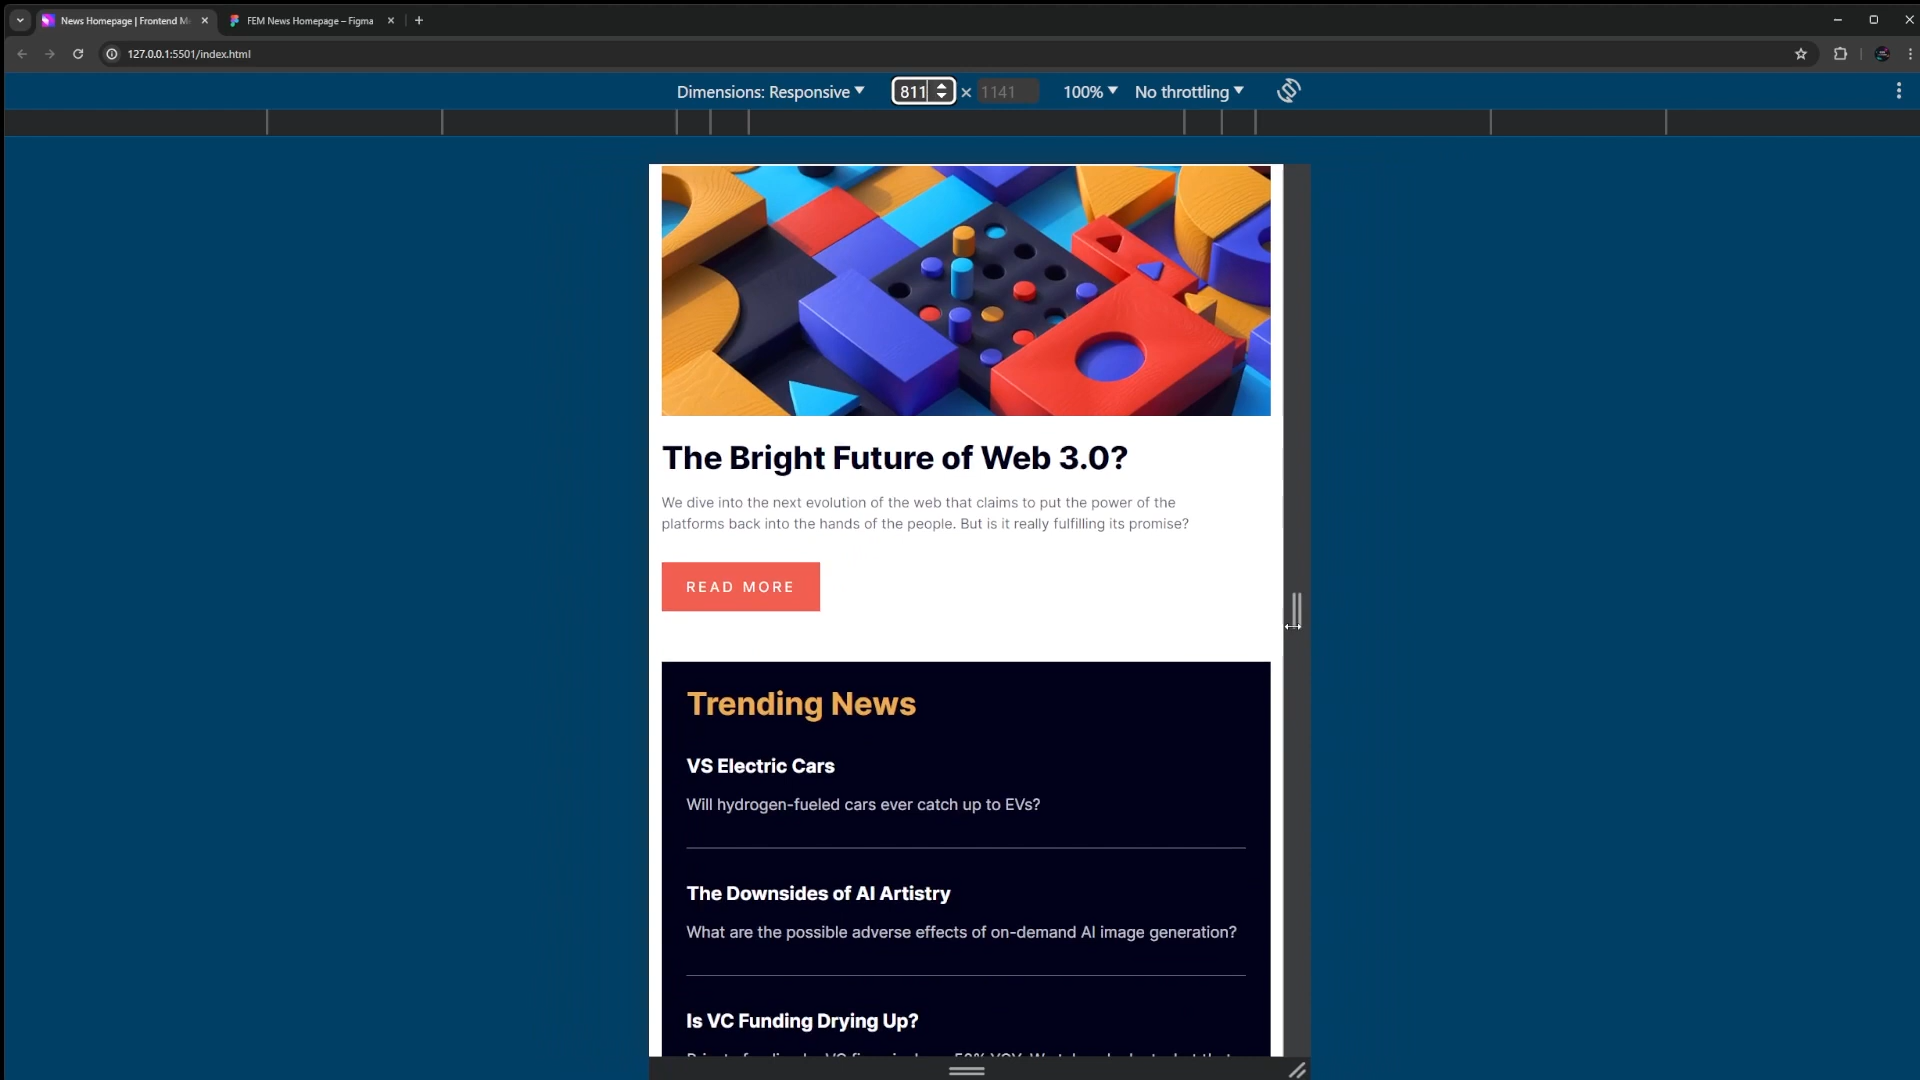 News Homepage | Frontend M
FEM News Homepage – Figma
127.0.0.1:5501/index.html
Dimensions: Responsive 811 × 1141 100% No throttling
The Bright Future of Web 3.0?
We dive into the next evolution of the web that claims to put the power of the
platforms back into the hands of the people. But is it really fulfilling its promise?
READ MORE
Trending News
VS Electric Cars
Will hydrogen-fueled cars ever catch up to EVs?
The Downsides of AI Artistry
What are the possible adverse effects of on-demand AI image generation?
Is VC Funding Drying Up?